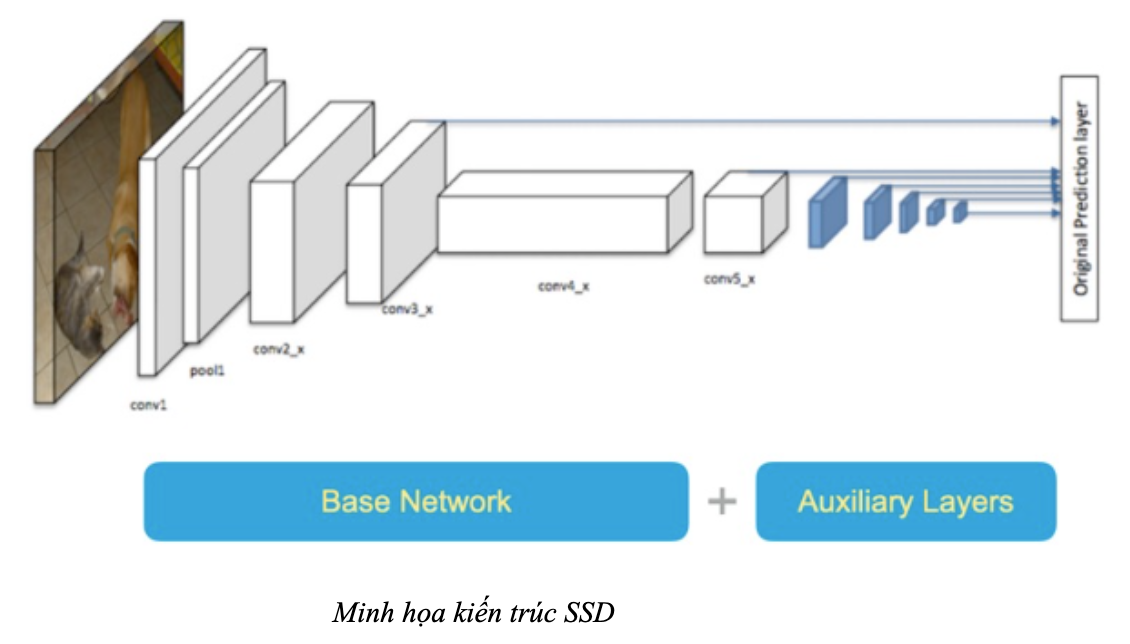 Original Prediction layer
conv1
pool1
conv2_x
conv3_x
conv4_x
conv5_x
Base Network + Auxiliary Layers
Minh họa kiến trúc SSD